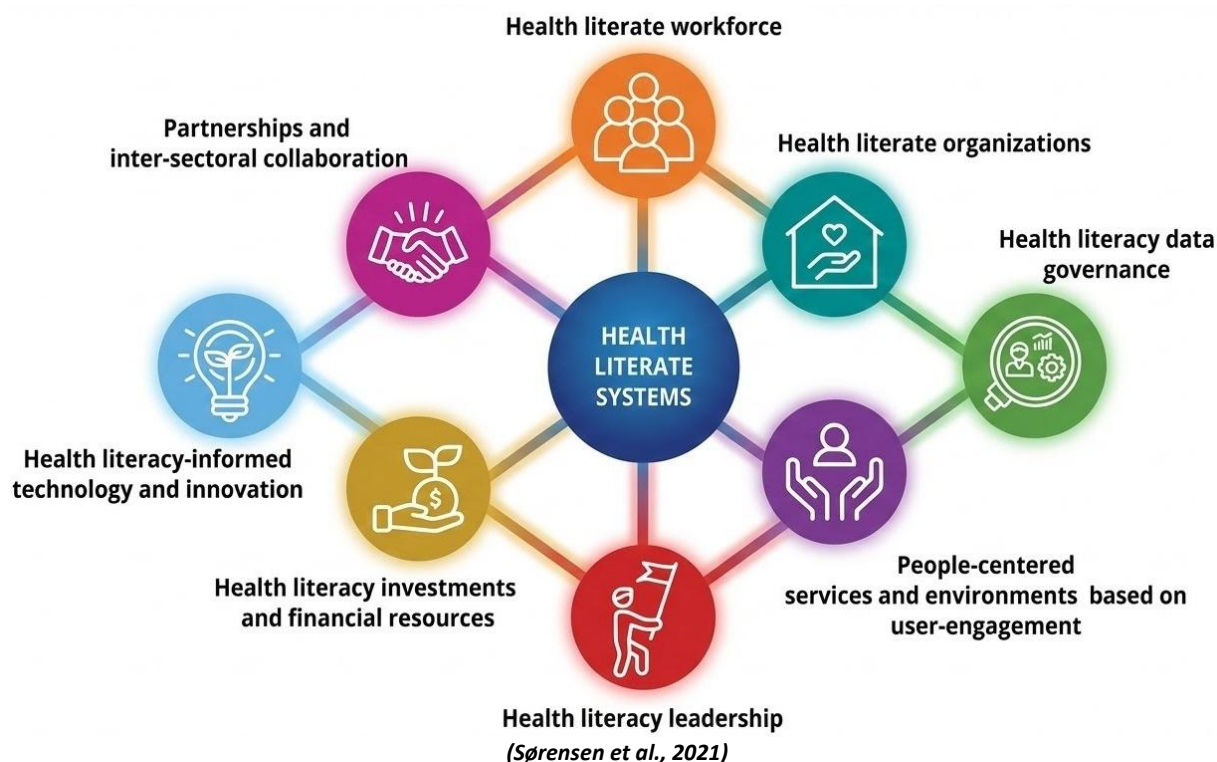 Health literate workforce
Partnerships and
inter-sectoral collaboration
Health literate organizations
Health literacy data
governance
HEALTH
LITERATE
SYSTEMS
$
Health literacy-informed
technology and innovation
Health literacy investments
and financial resources
People-centered
services and environments based on
user-engagement
Health literacy leadership
(Sørensen et al., 2021)